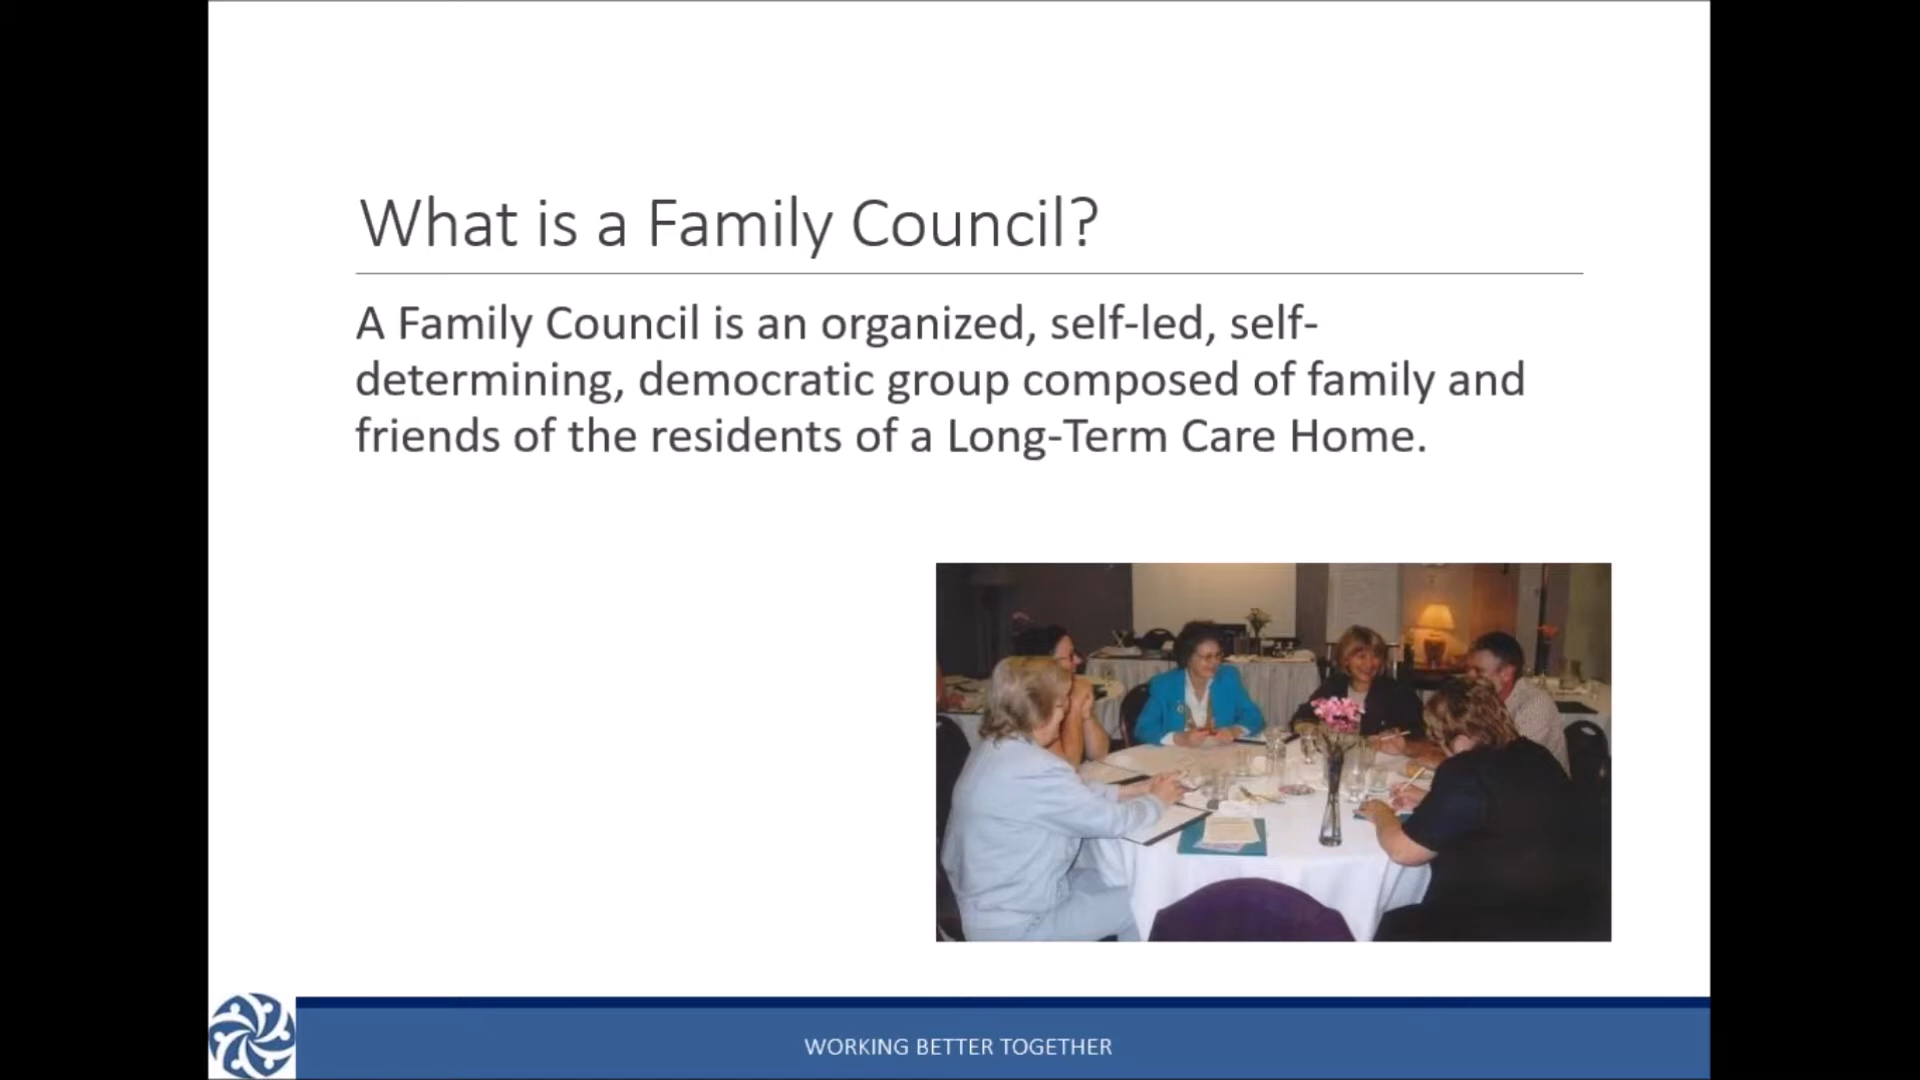 What is a Family Council?
A Family Council is an organized, self-led, self-
determining, democratic group composed of family and
friends of the residents of a Long-Term Care Home.
WORKING BETTER TOGETHER